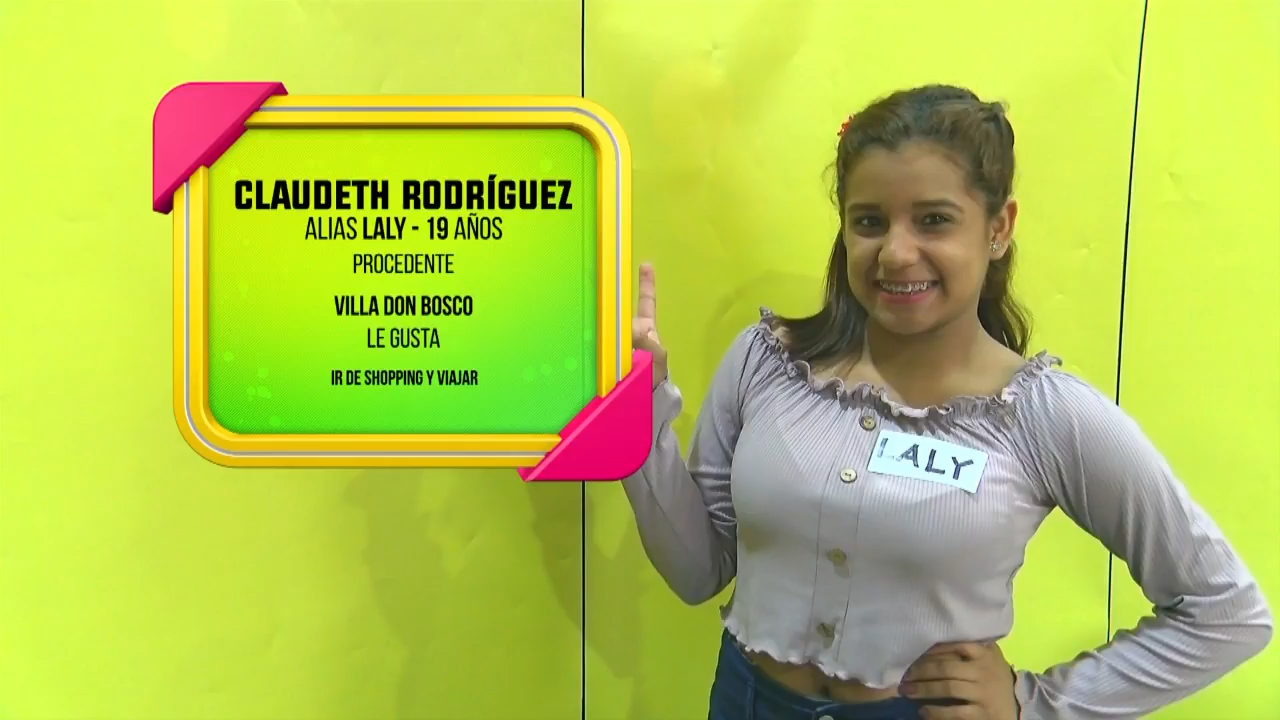 CLAUDETH RODRÍGUEZ
ALIAS LALY - 19 AÑOS
PROCEDENTE
VILLA DON BOSCO
LE GUSTA
IR DE SHOPPING Y VIAJAR
LALY